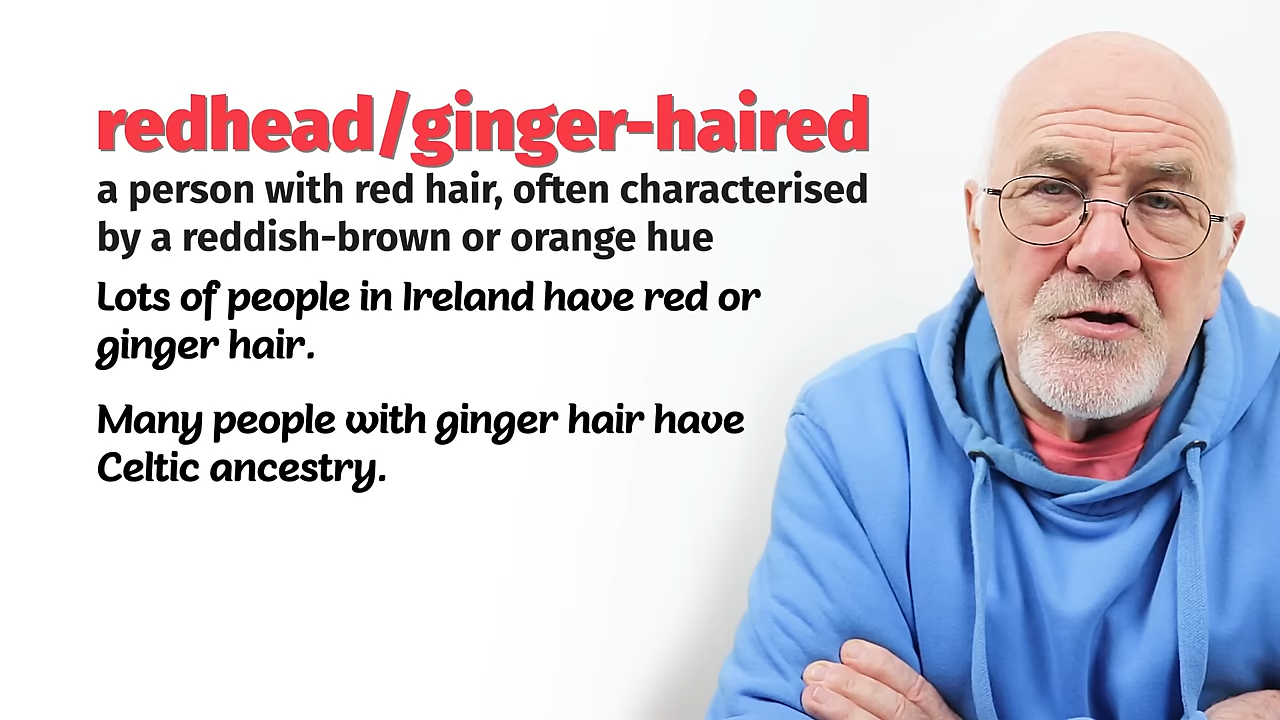 redhead/ginger-haired
a person with red hair, often characterised
by a reddish-brown or orange hue
Lots of people in Ireland have red or
ginger hair.
Many people with ginger hair have
Celtic ancestry.